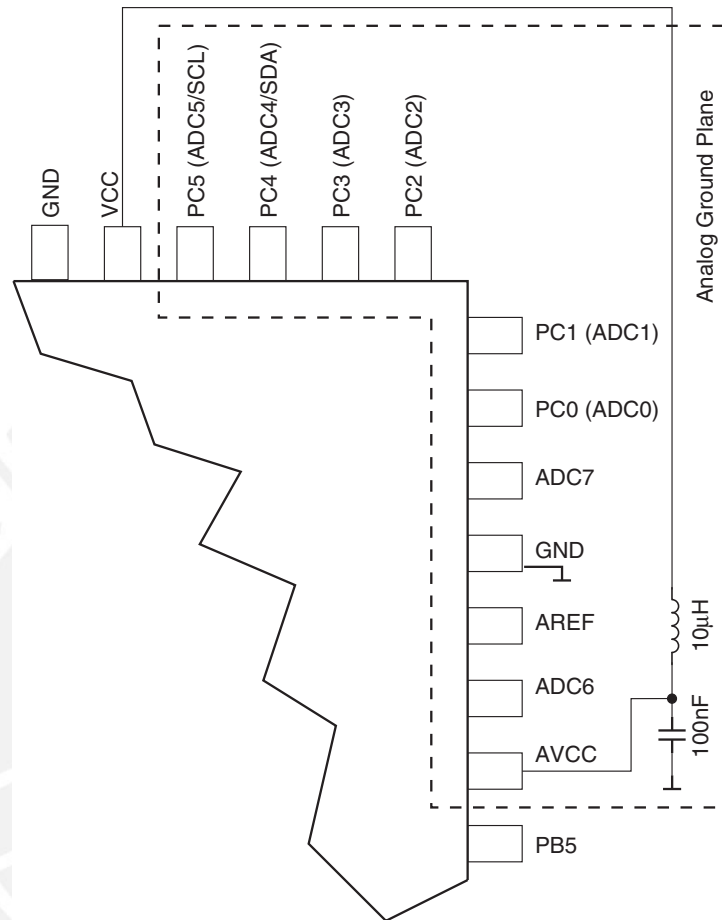 GND
VCC
PC5 (ADC5/SCL)
PC4 (ADC4/SDA)
PC3 (ADC3)
PC2 (ADC2)
Analog Ground Plane
PC1 (ADC1)
PC0 (ADC0)
ADC7
GND
AREF
ADC6
AVCC
PB5
10μH
100nF